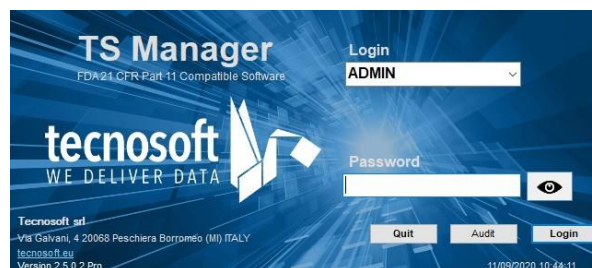 TS Manager
FDA 21 CFR Part 11 Compatible Software
Login
ADMIN
tecnosoft
WE DELIVER DATA
Password
Tecnosoft srl
Via Galvani, 4 20068 Peschiera Borromeo (MI) ITALY
tecnosoft.eu
Version 2.5.0.2 Pro
Quit
Audit
Login
11/09/2020 10:44:11